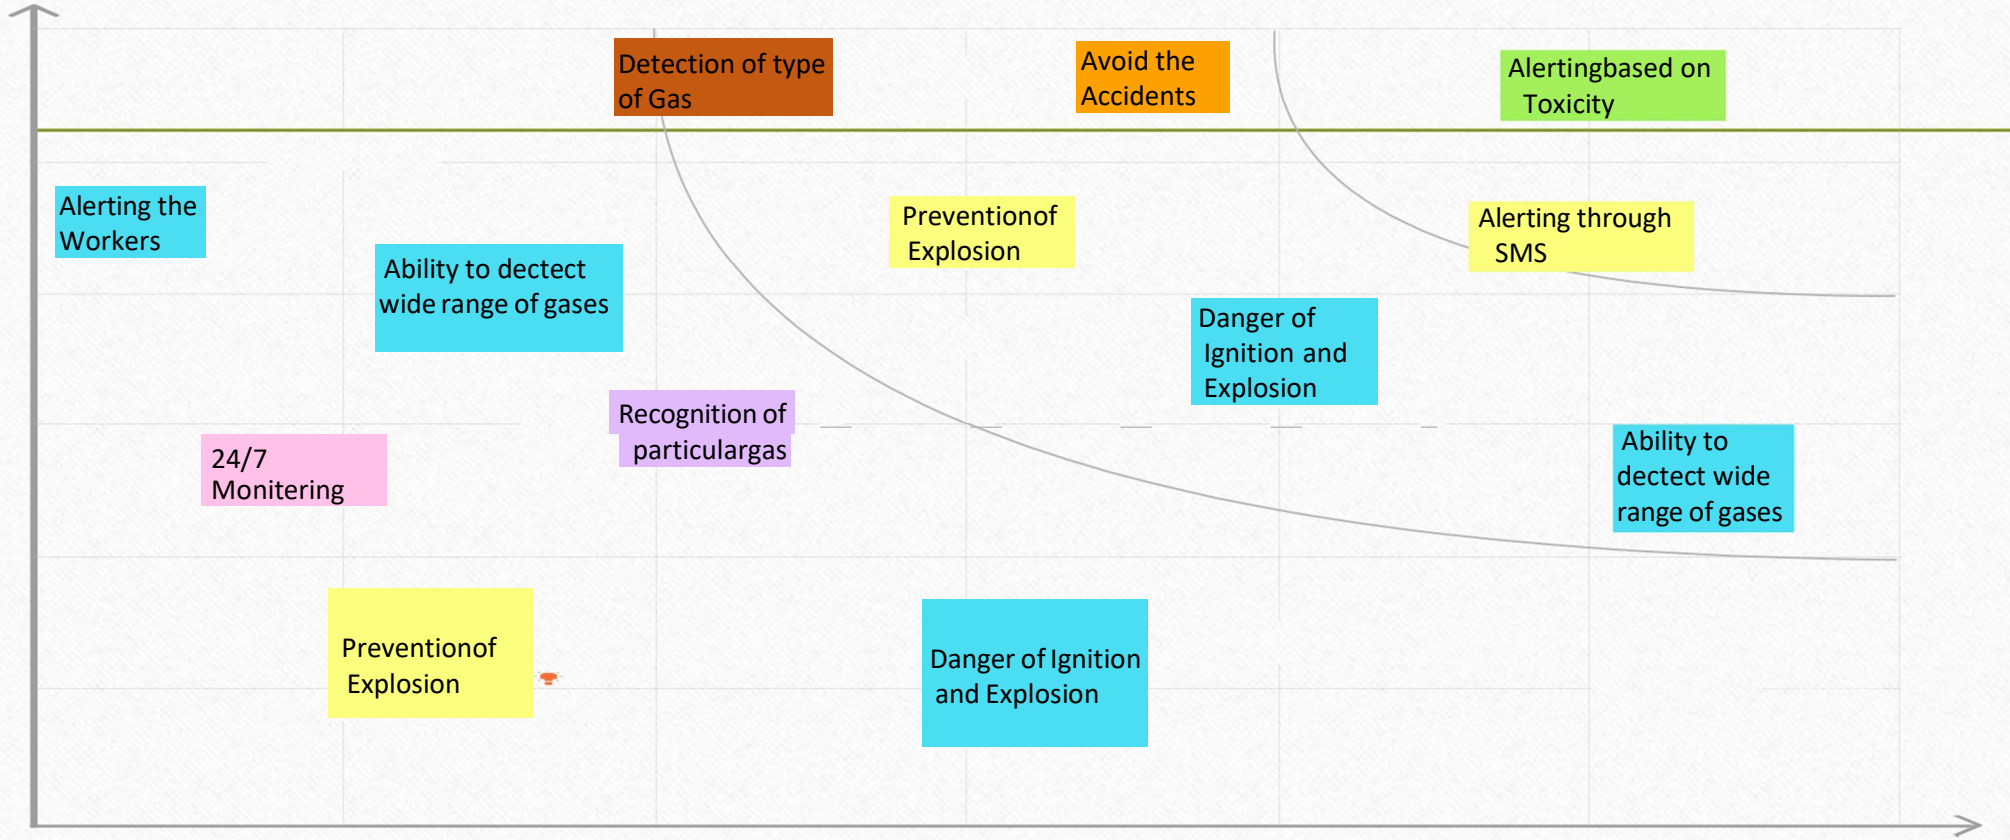 Detection of type
of Gas
Avoid the
Accidents
Alertingbased on
Toxicity
Alerting the
Workers
Ability to dectect
wide range of gases
Preventionof
Explosion
Alerting through
SMS
Danger of
Ignition and
Explosion
Recognition of
particulargas
24/7
Monitering
Ability to
dectect wide
range of gases
Preventionof
Explosion
Danger of Ignition
and Explosion